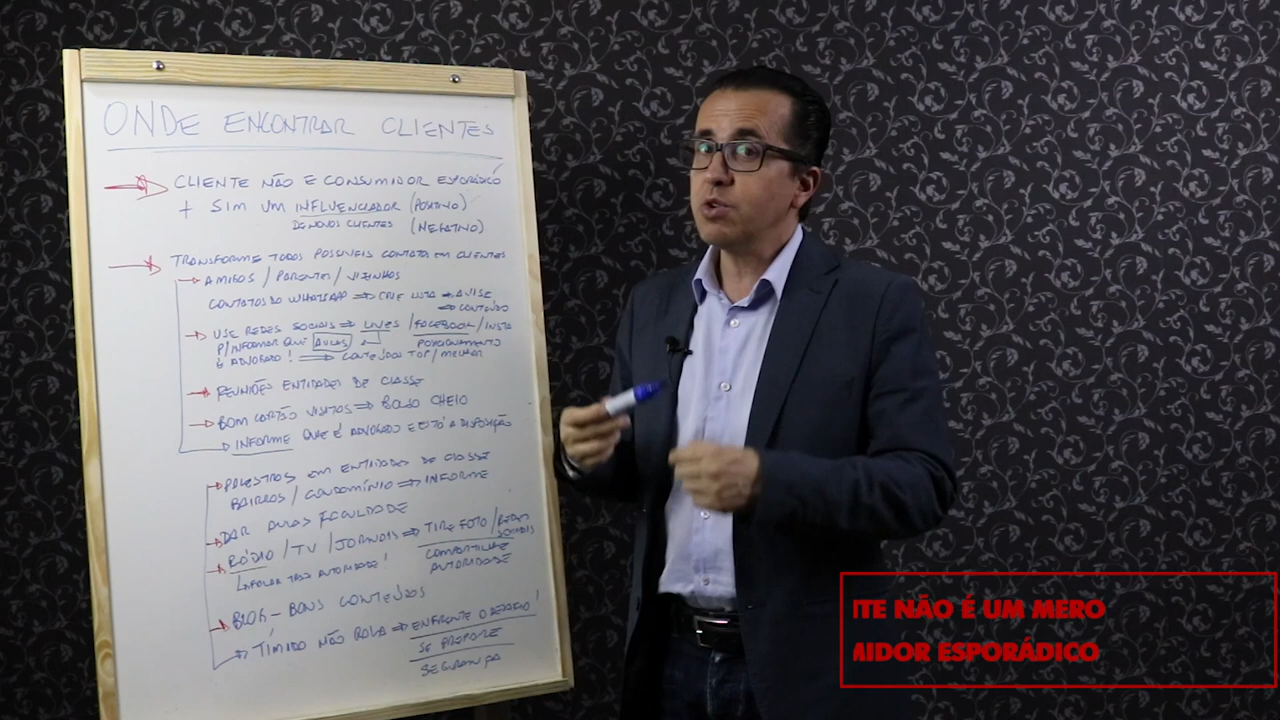 ONDE ENCONTRAR CLIENTES
CLIENTE NÃO E CONSUMIDOR ESPORÁDICO
+ SIM UM INFLUENCIADOR (POSITIVO)
DE NOVOS CLIENTES (NEGATIVO)
TRANSFORME TODOS POSSÍVEIS CONTATOS EM CLIENTES
AMIGOS / PARENTES / VIZINHOS
CONTATOS DO WHATSAPP ⇒ CRIE LISTA ⇒ AVISE
⇒ CONTEÚDO
USE REDES SOCIAIS ⇒ LIVES / FACEBOOK / INSTA
P/ INFORMAR QUE AULAS POSICIONAMENTO
É ADVOGADO! ⇒ CONTEÚDOS TOP / MELHOR
REUNIÕES ENTIDADES DE CLASSE
BOM CARTÃO VISITAS ⇒ BOLSO CHEIO
INFORME QUE É ADVOGADO E ESTÁ A DISPOSIÇÃO
PALESTRAS EM ENTIDADES DE CLASSE
BAIRROS / CONDOMÍNIO ⇒ INFORME
DAR AULAS FACULDADE
RÁDIO / TV / JORNAIS ⇒ TIRE FOTO / REDES SOCIAIS
COMPARTILHE
AUTORIDADE!
AUTORIDADE
BLOG – BONS CONTEÚDOS
TÍMIDO NÃO ROLA ⇒ ENFRENTE O DESAFIO!
SE PREPARE
SEGURANÇA
ITE NÃO É UM MERO
MIDOR ESPORÁDICO